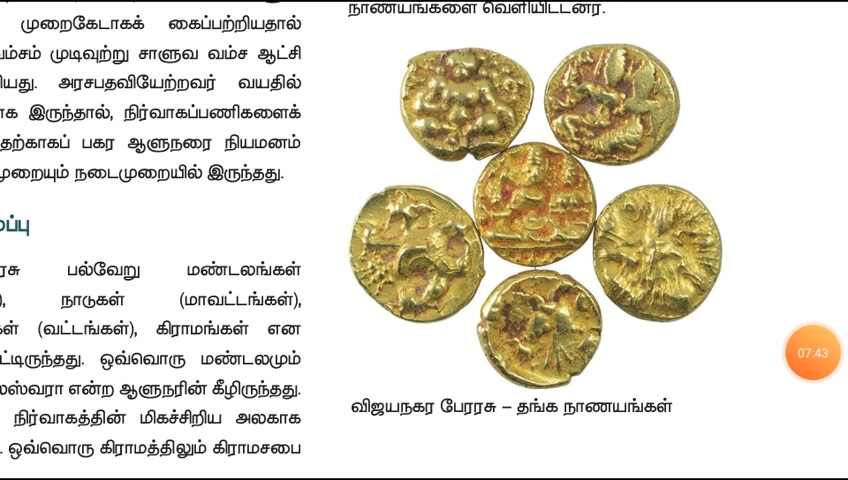 முறைகேடாகக் கைப்பற்றியதால்
வம்சம் முடிவுற்று சாளுவ வம்ச ஆட்சி
யது. அரசபதவியேற்றவர் வயதில்
க இருந்தால், நிர்வாகப்பணிகளைக்
தற்காகப் பகர ஆளுநரை நியமனம்
முறையும் நடைமுறையில் இருந்தது.
ப்பு
ரசு பல்வேறு மண்டலங்கள்
), நாடுகள் (மாவட்டங்கள்),
கள் (வட்டங்கள்), கிராமங்கள் என
ட்டிருந்தது. ஒவ்வொரு மண்டலமும்
லஸ்வரா என்ற ஆளுநரின் கீழிருந்தது.
நிர்வாகத்தின் மிகச்சிறிய அலகாக
. ஒவ்வொரு கிராமத்திலும் கிராமசபை
நாணயங்களை வெளியிட்டனர்.
விஜயநகர பேரரசு – தங்க நாணயங்கள்
07:43